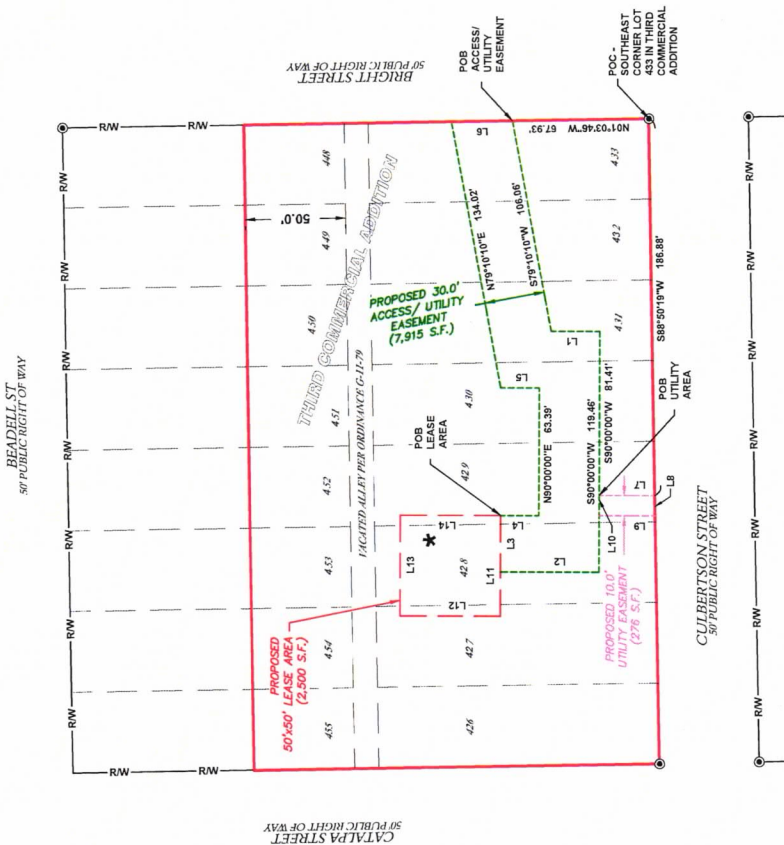 BEADELL ST
50' PUBLIC RIGHT OF WAY
R/W
R/W
R/W
R/W
R/W
R/W
R/W
R/W
R/W
R/W
R/W
BRIGHT STREET
50' PUBLIC RIGHT OF WAY
CATALPA STREET
50' PUBLIC RIGHT OF WAY
50.0'
455
454
453
452
451
450
449
448
THIRD COMMERCIAL ADDITION
VACATED ALLEY PER ORDINANCE G-11-79
PROPOSED
50'x50' LEASE AREA
(2,500 S.F.)
L13
L14
L12
L11
*
POB
LEASE
AREA
PROPOSED 30.0'
ACCESS/ UTILITY
EASEMENT
(7,915 S.F.)
N79°10'10"E 134.02'
S79°10'10"W 106.06'
L6
POB
ACCESS/
UTILITY
EASEMENT
426
427
428
429
430
431
432
433
L5
L4
L3
L2
L1
N90°00'00"E 63.39'
S90°00'00"W 119.46'
S90°00'00"W 81.41'
N01°03'46"W
67.93'
POC -
SOUTHEAST
CORNER LOT
433 IN THIRD
COMMERCIAL
ADDITION
PROPOSED 10.0'
UTILITY EASEMENT
(276 S.F.)
L10
L9
L7
L8
POB
UTILITY
AREA
S88°50'19"W 186.88'
CULBERTSON STREET
50' PUBLIC RIGHT OF WAY